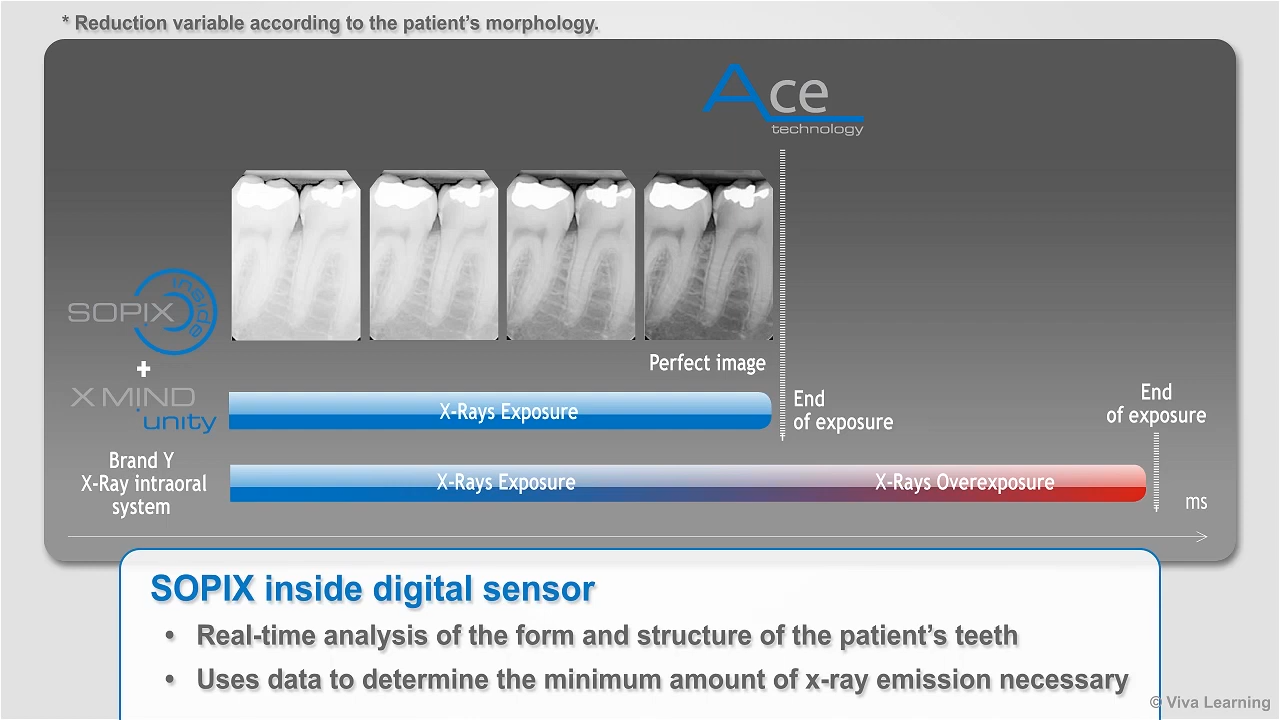 * Reduction variable according to the patient's morphology.
Ace
technology
SOPIX inside
+
X MIND
unity
Perfect image
X-Rays Exposure
End
of exposure
End
of exposure
Brand Y
X-Ray intraoral
system
X-Rays Exposure
X-Rays Overexposure
ms
SOPIX inside digital sensor
• Real-time analysis of the form and structure of the patient's teeth
• Uses data to determine the minimum amount of x-ray emission necessary
© Viva Learning